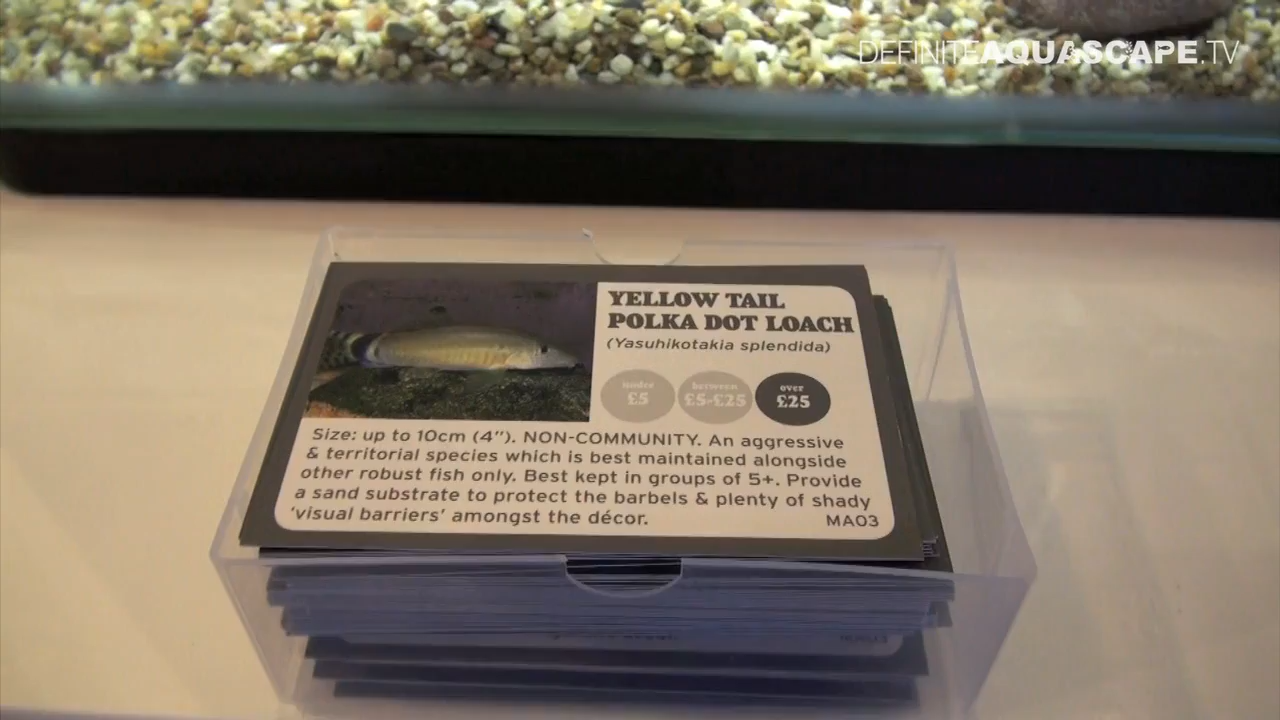 DEFINITEAQUASCAPE.TV
YELLOW TAIL
POLKA DOT LOACH
(Yasuhikotakia splendida)
under between over
£5 £5-£25 £25
Size: up to 10cm (4”). NON-COMMUNITY. An aggressive
& territorial species which is best maintained alongside
other robust fish only. Best kept in groups of 5+. Provide
a sand substrate to protect the barbels & plenty of shady
‘visual barriers’ amongst the décor.
MA03